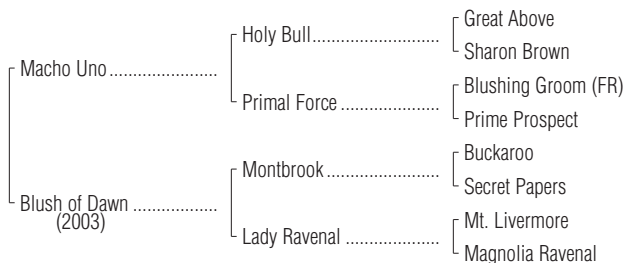 Great Above
Holy Bull..............................
Sharon Brown
Macho Uno ......................
Blushing Groom (FR)
Primal Force .......................
Prime Prospect
Buckaroo
Montbrook.........................
Secret Papers
Blush of Dawn .................
(2003)
Mt. Livermore
Lady Ravenal ......................
Magnolia Ravenal